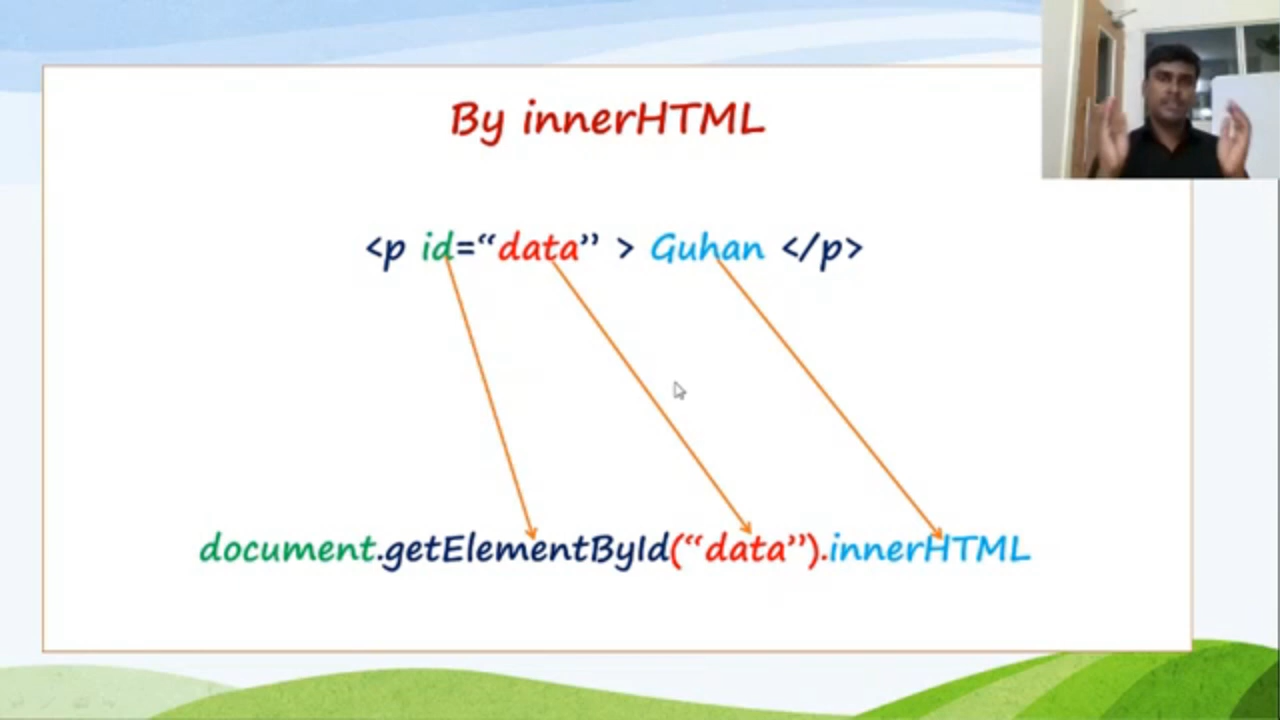 By innerHTML
<p id=“data” > Guhan </p>
document.getElementById(“data”).innerHTML